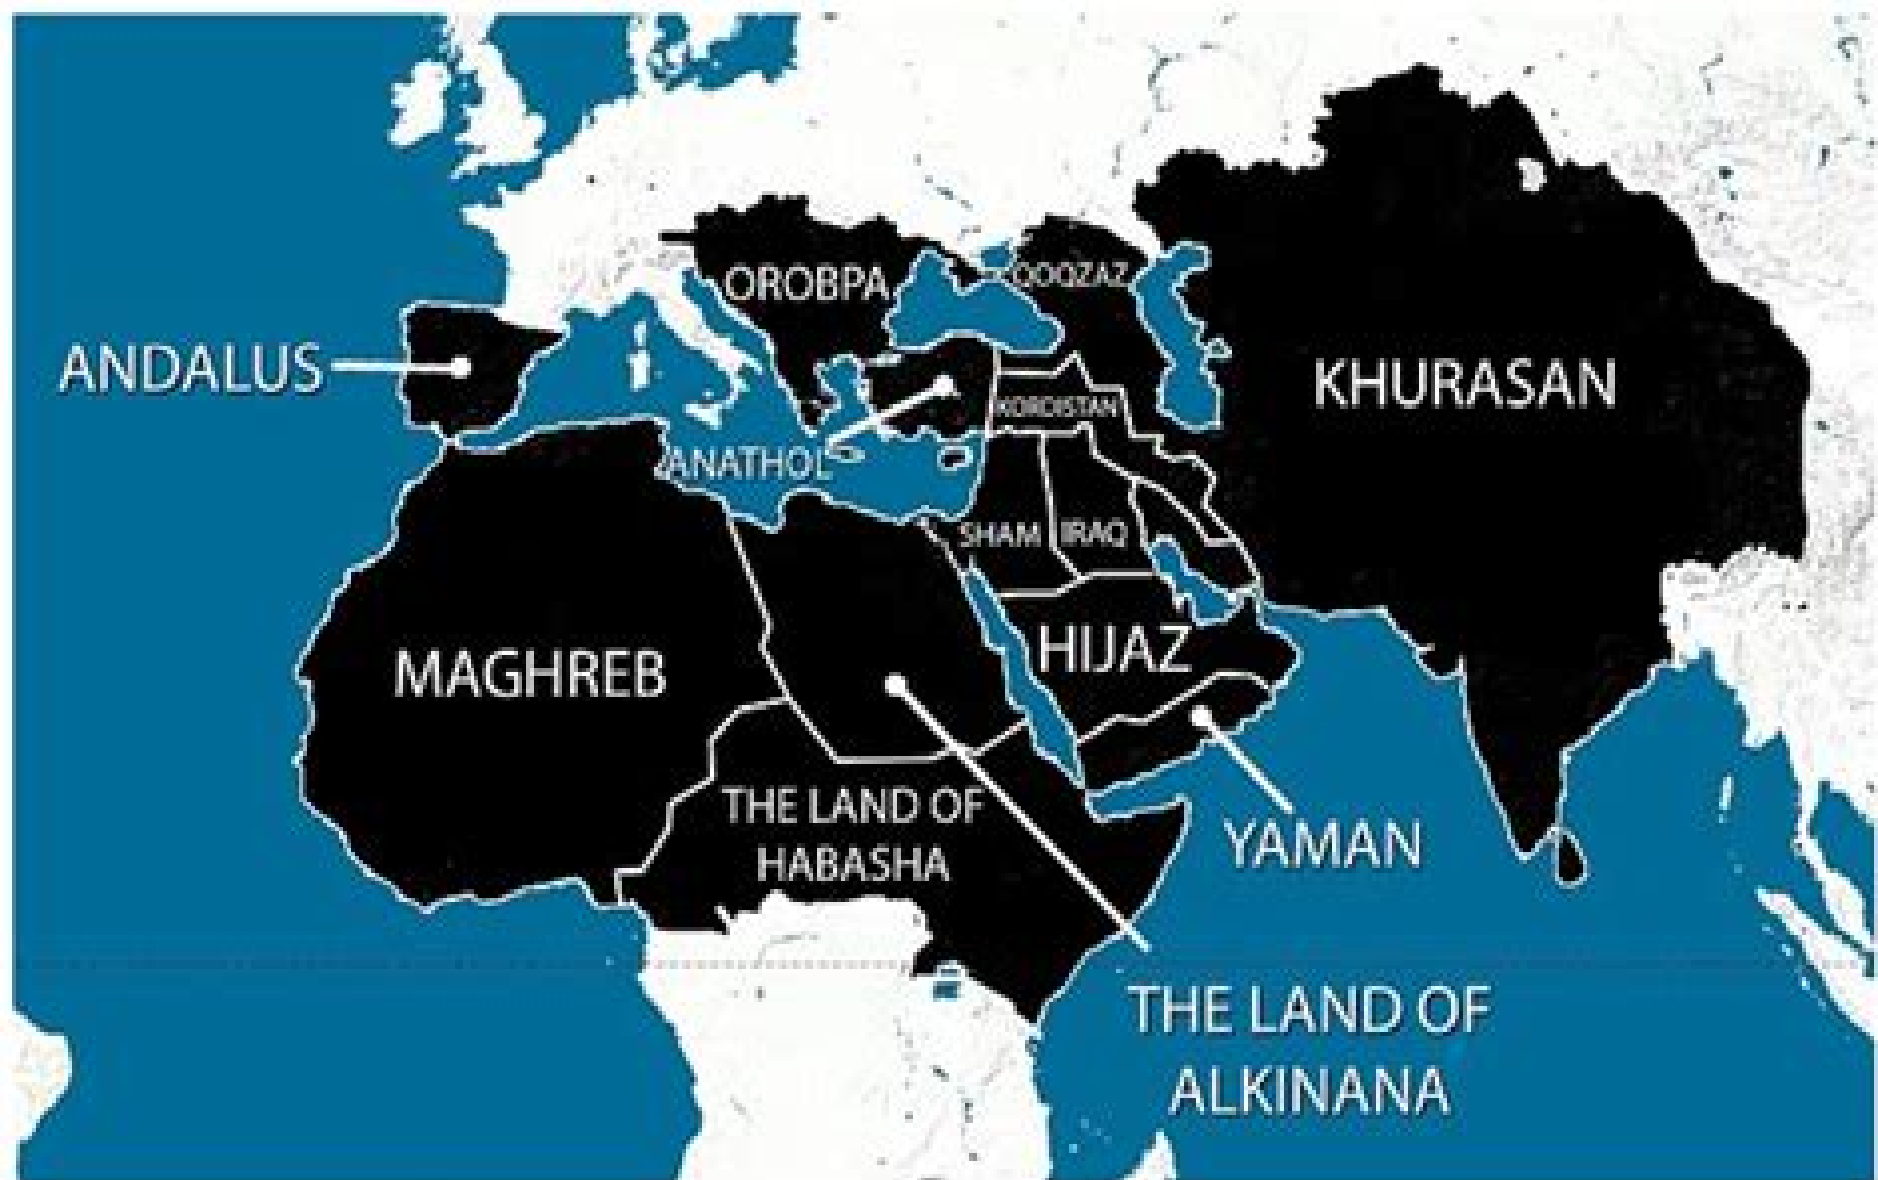 OROBPA
QOQZAZ
ANDALUS
KHURASAN
KORDISTAN
ANATHOL
SHAM
IRAQ
HIJAZ
MAGHREB
THE LAND OF
HABASHA
YAMAN
THE LAND OF
ALKINANA